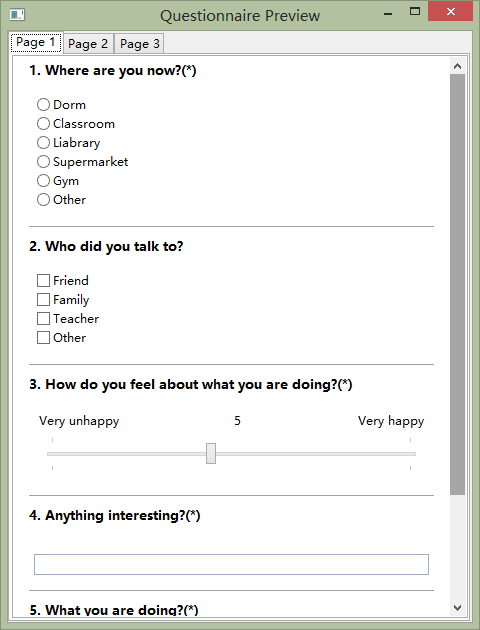 Questionnaire Preview
Page 1 Page 2 Page 3
1. Where are you now?(*)
Dorm
Classroom
Liabrary
Supermarket
Gym
Other
2. Who did you talk to?
Friend
Family
Teacher
Other
3. How do you feel about what you are doing?(*)
Very unhappy 5 Very happy
4. Anything interesting?(*)
5. What you are doing?(*)